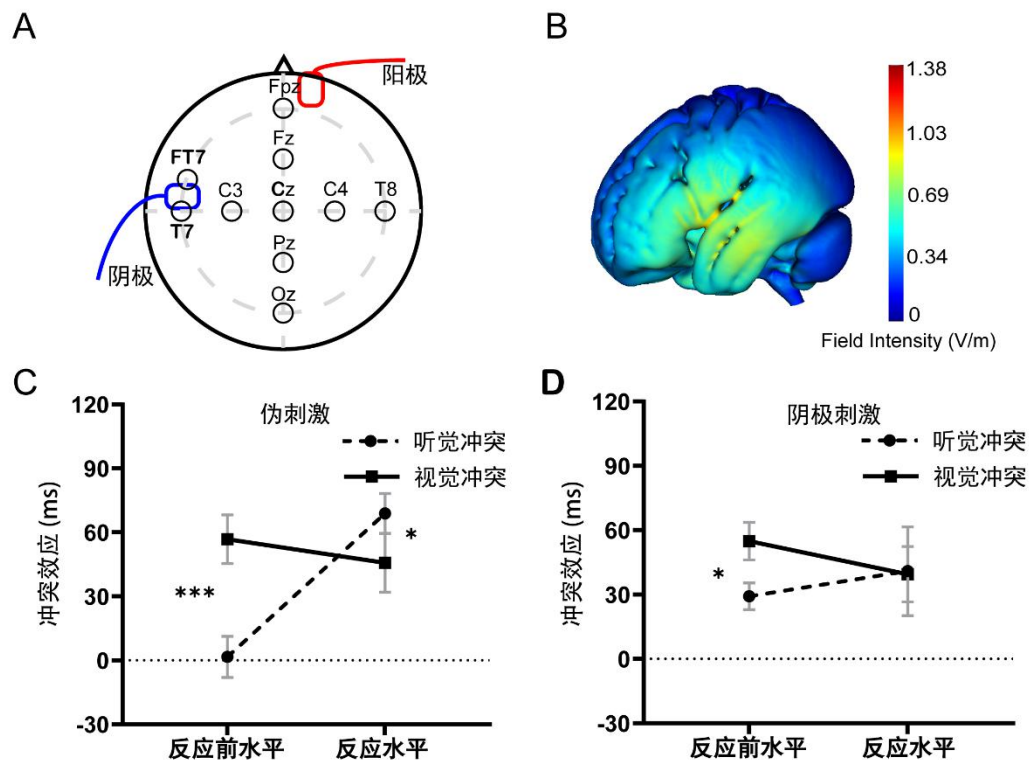 A
Fpz
阳极
Fz
FT7
C3
Cz
C4
T8
T7
Pz
阴极
Oz
B
1.38
1.03
0.69
0.34
0
Field Intensity (V/m)
C
伪刺激
听觉冲突
视觉冲突
冲突效应 (ms)
120
90
60
30
0
-30
***
*
反应前水平
反应水平
D
阴极刺激
听觉冲突
视觉冲突
冲突效应 (ms)
120
90
60
30
0
-30
*
反应前水平
反应水平